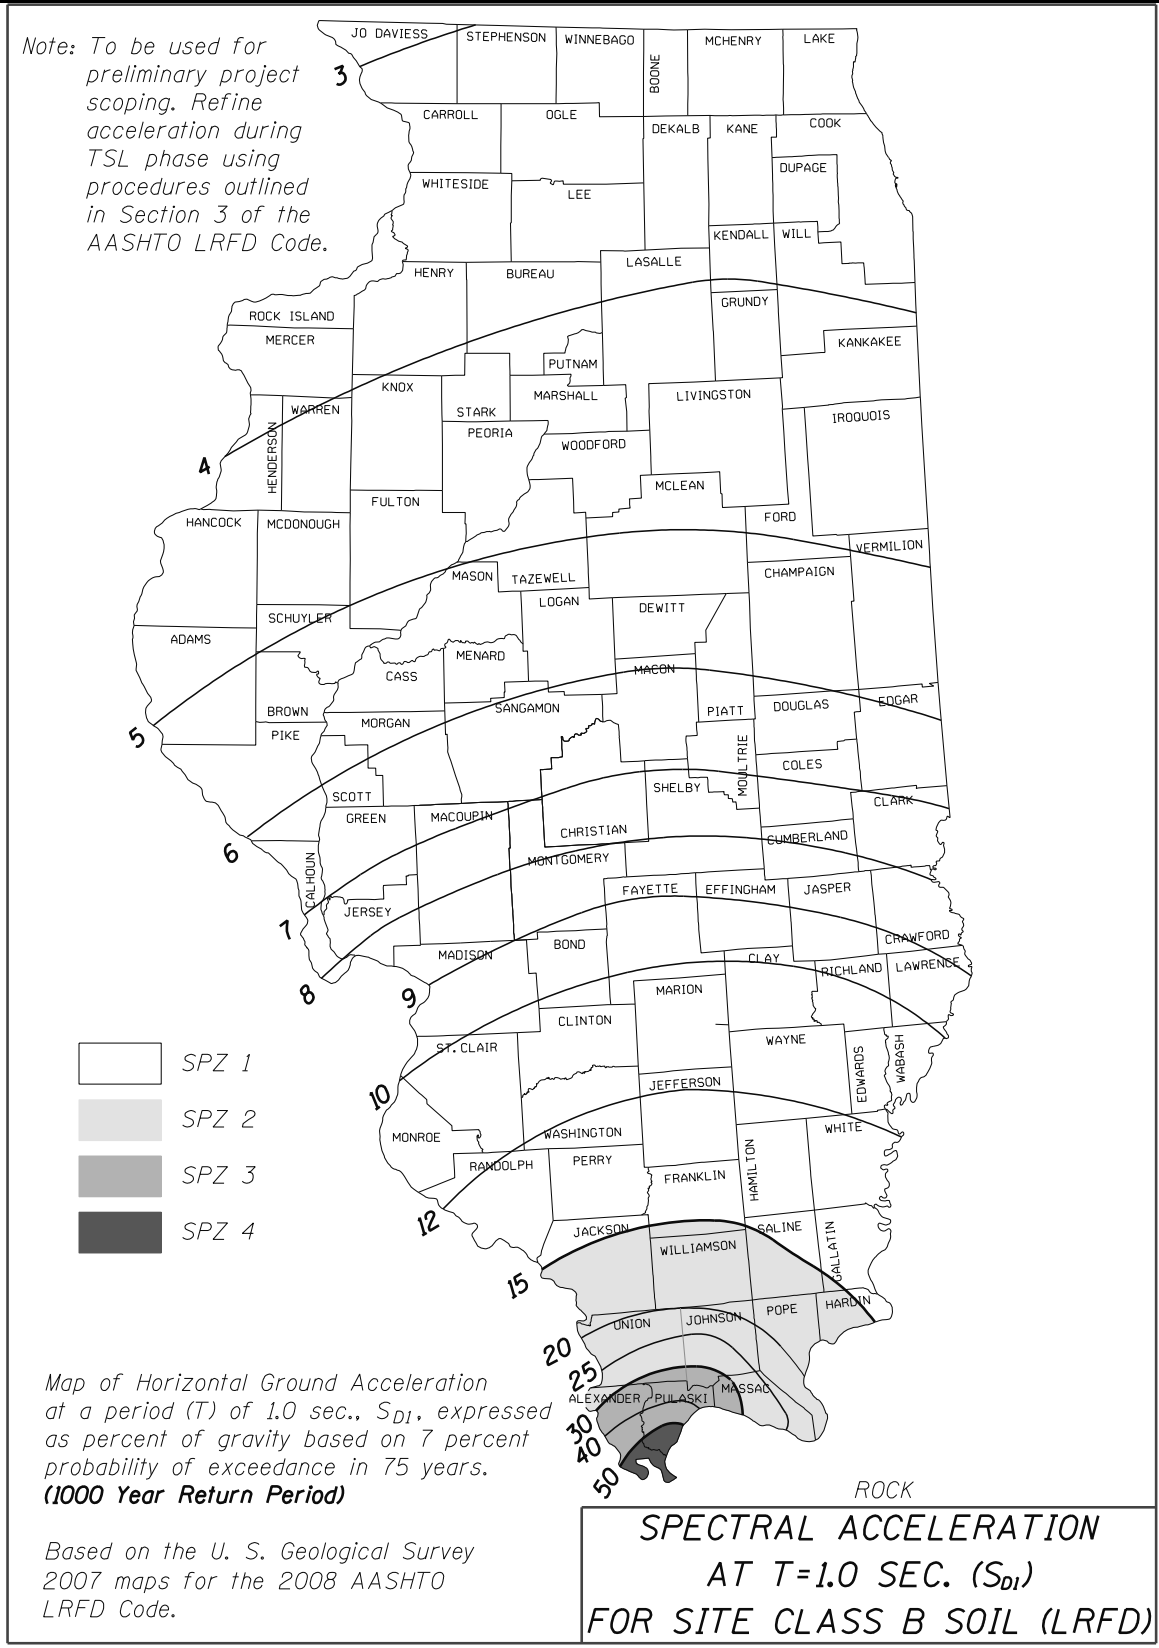 Note: To be used for
preliminary project
scoping. Refine
acceleration during
TSL phase using
procedures outlined
in Section 3 of the
AASHTO LRFD Code.
JO DAVIESS
STEPHENSON
WINNEBAGO
BOONE
MCHENRY
LAKE
3
CARROLL
OGLE
DEKALB
KANE
COOK
DUPAGE
WHITESIDE
LEE
KENDALL
WILL
HENRY
BUREAU
LASALLE
GRUNDY
ROCK ISLAND
MERCER
KANKAKEE
PUTNAM
KNOX
WARREN
HENDERSON
STARK
MARSHALL
LIVINGSTON
IROQUOIS
PEORIA
WOODFORD
4
MCLEAN
FULTON
HANCOCK
MCDONOUGH
FORD
VERMILION
MASON
TAZEWELL
CHAMPAIGN
LOGAN
DEWITT
SCHUYLER
ADAMS
MENARD
CASS
MACON
BROWN
MORGAN
SANGAMON
PIATT
DOUGLAS
EDGAR
5
PIKE
MOULTRIE
COLES
SCOTT
SHELBY
CLARK
GREEN
MACOUPIN
CHRISTIAN
CUMBERLAND
6
CALHOUN
MONTGOMERY
FAYETTE
EFFINGHAM
JASPER
JERSEY
7
CRAWFORD
MADISON
BOND
CLAY
RICHLAND
LAWRENCE
8
9
MARION
CLINTON
ST. CLAIR
WAYNE
EDWARDS
WABASH
SPZ 1
10
JEFFERSON
SPZ 2
MONROE
WASHINGTON
WHITE
RANDOLPH
PERRY
HAMILTON
FRANKLIN
SPZ 3
12
JACKSON
SALINE
GALLATIN
SPZ 4
WILLIAMSON
15
HARDIN
POPE
JOHNSON
UNION
20
25
MASSAC
ALEXANDER
PULASKI
30
40
50
Map of Horizontal Ground Acceleration
at a period (T) of 1.0 sec., SD1, expressed
as percent of gravity based on 7 percent
probability of exceedance in 75 years.
(1000 Year Return Period)
Based on the U. S. Geological Survey
2007 maps for the 2008 AASHTO
LRFD Code.
ROCK
SPECTRAL ACCELERATION
AT T=1.0 SEC. (SD1)
FOR SITE CLASS B SOIL (LRFD)